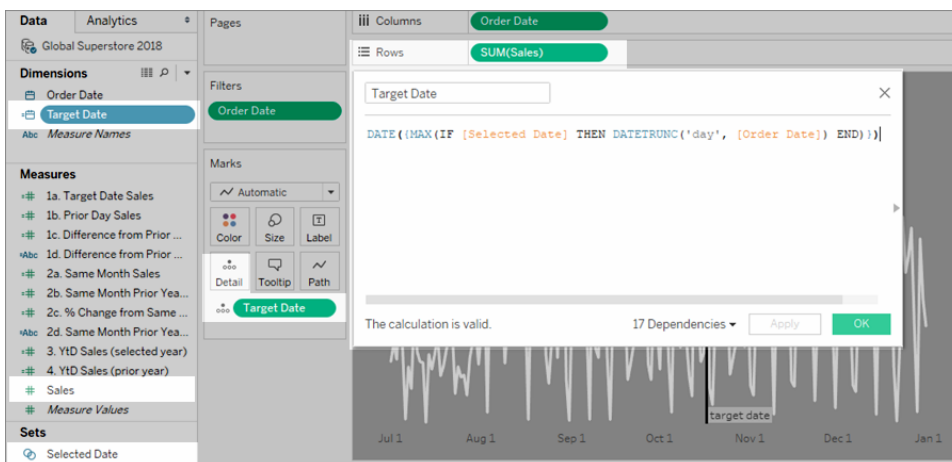 Data
Analytics
Pages
Columns
Order Date
Global Superstore 2018
Rows
SUM(Sales)
Dimensions
Order Date
Target Date
Abc Measure Names
Filters
Order Date
Target Date
DATE({MAX(IF [Selected Date] THEN DATETRUNC('day', [Order Date]) END)})
Marks
Automatic
Color
Size
Label
Detail
Tooltip
Path
Target Date
Measures
1a. Target Date Sales
1b. Prior Day Sales
1c. Difference from Prior ...
Abc 1d. Difference from Prior ...
2a. Same Month Sales
2b. Same Month Prior Yea...
2c. % Change from Same ...
Abc 2d. Same Month Prior Yea...
3. YtD Sales (selected year)
4. YtD Sales (prior year)
Sales
Measure Values
Sets
Selected Date
The calculation is valid.
17 Dependencies
Apply
OK
target date
Jul 1
Aug 1
Sep 1
Oct 1
Nov 1
Dec 1
Jan 1